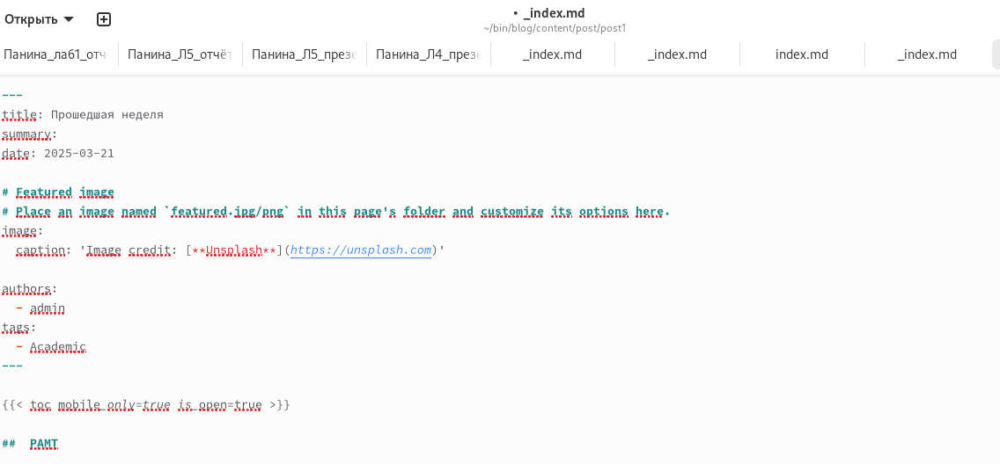 Открыть
• _index.md
~/bin/blog/content/post/post1
Панина_лаб1_отч
Панина_Л5_отчёт
Панина_Л5_презе
Панина_Л4_презе
_index.md
_index.md
index.md
_index.md
---
title: Прошедшая неделя
summary:
date: 2025-03-21
# Featured image
# Place an image named `featured.jpg/png` in this page's folder and customize its options here.
image:
caption: 'Image credit: [**Unsplash**](https://unsplash.com)'
authors:
- admin
tags:
- Academic
---
{{< toc mobile_only=true is_open=true >}}
## РАМТ